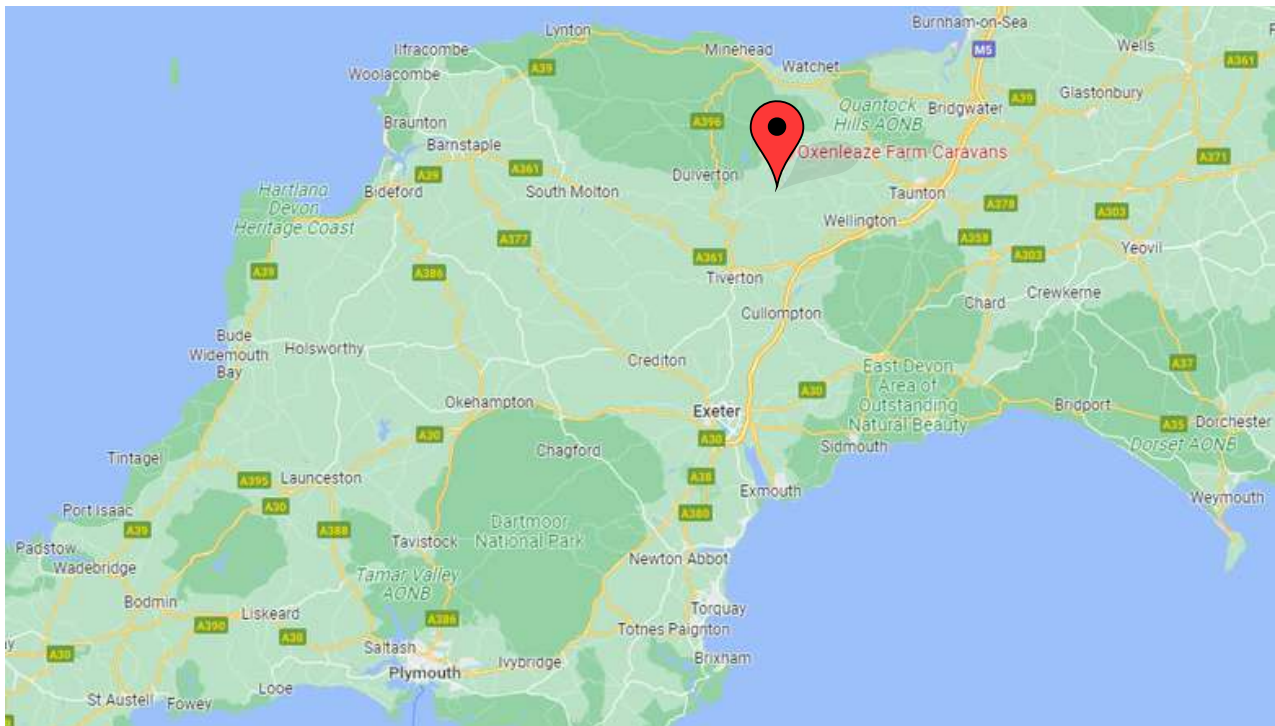 Burnham-on-Sea
Lynton
Ilfracombe
Minehead
M5
Wells
A361
Woolacombe
A39
Watchet
Quantock
Hills AONB
Bridgwater
A39
Glastonbury
Braunton
A396
Barnstaple
Oxenleaze Farm Caravans
A371
A39
A361
Dulverton
Hartland
Devon
Heritage Coast
Bideford
South Molton
Taunton
A378
A303
Wellington
A377
A358
A303
Yeovil
A39
A386
A361
Tiverton
Chard
Crewkerne
Cullompton
Bude
Widemouth
Bay
Holsworthy
Crediton
A37
East Devon
Area of
Outstanding
Natural Beauty
A30
Okehampton
Exeter
Bridport
A35
Dorchester
A30
A30
Chagford
Sidmouth
Dorset AONB
Tintagel
A395
Launceston
A38
Exmouth
Weymouth
Port Isaac
A30
A39
A388
Dartmoor
National Park
A380
Padstow
Tavistock
Wadebridge
Newton Abbot
Tamar Valley
AONB
Bodmin
Liskeard
A390
A30
A386
Torquay
Totnes
Paignton
A30
Saltash
Plymouth
Ivybridge
Brixham
St Austell
Fowey
Looe